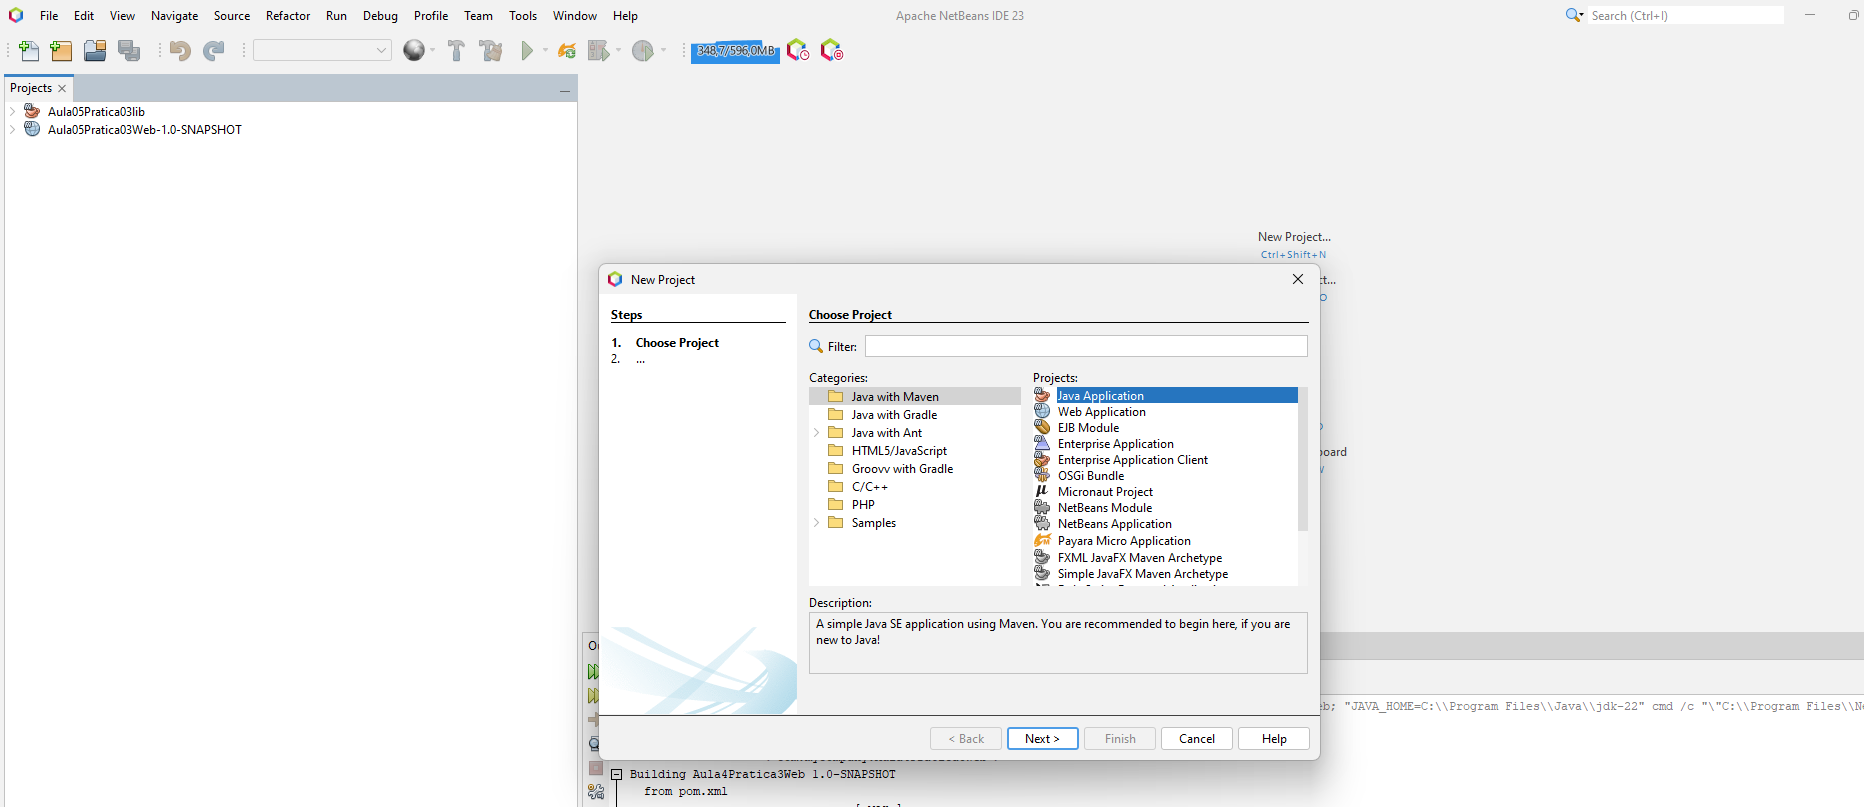 File Edit View Navigate Source Refactor Run Debug Profile Team Tools Window Help
Apache NetBeans IDE 23
Search (Ctrl+I)
348,7/596,0MB
Projects
Aula05Pratica03lib
Aula05Pratica03Web-1.0-SNAPSHOT
New Project...
Ctrl+Shift+N
ct...
O
board
New Project
Steps
1. Choose Project
2. ...
Choose Project
Filter:
Categories:
Java with Maven
Java with Gradle
Java with Ant
HTML5/JavaScript
Groovy with Gradle
C/C++
PHP
Samples
Projects:
Java Application
Web Application
EJB Module
Enterprise Application
Enterprise Application Client
OSGi Bundle
Micronaut Project
NetBeans Module
NetBeans Application
Payara Micro Application
FXML JavaFX Maven Archetype
Simple JavaFX Maven Archetype
Description:
A simple Java SE application using Maven. You are recommended to begin here, if you are
new to Java!
< Back Next > Finish Cancel Help
eb; "JAVA_HOME=C:\\Program Files\\Java\\jdk-22" cmd /c "\"C:\\Program Files\\Ne
Building Aula4Pratica3Web 1.0-SNAPSHOT
from pom.xml